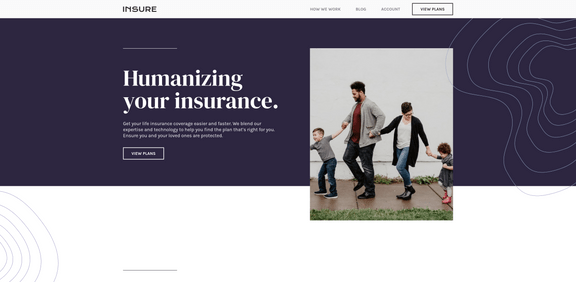 INSURE
HOW WE WORK
BLOG
ACCOUNT
VIEW PLANS
Humanizing
your insurance.
Get your life insurance coverage easier and faster. We blend our
expertise and technology to help you find the plan that's right for you.
Ensure you and your loved ones are protected.
VIEW PLANS